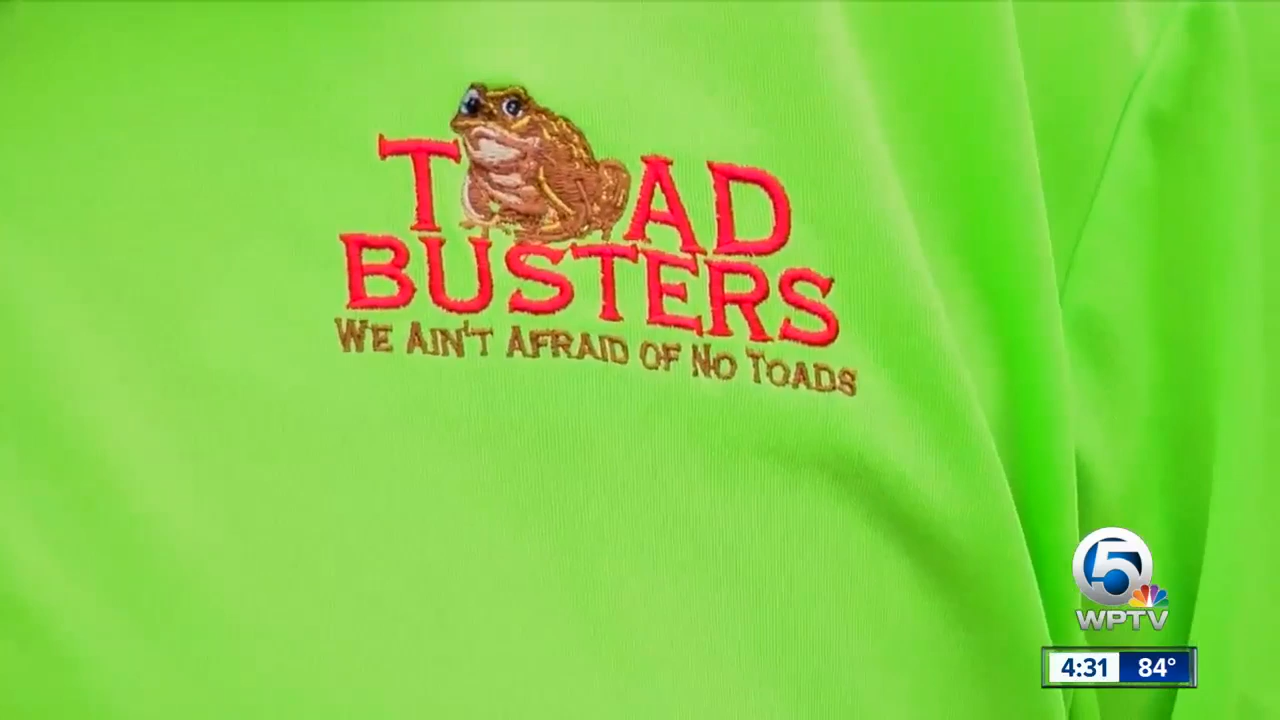 TOAD
BUSTERS
WE AIN'T AFRAID OF NO TOADS
5
WPTV
4:31 84°